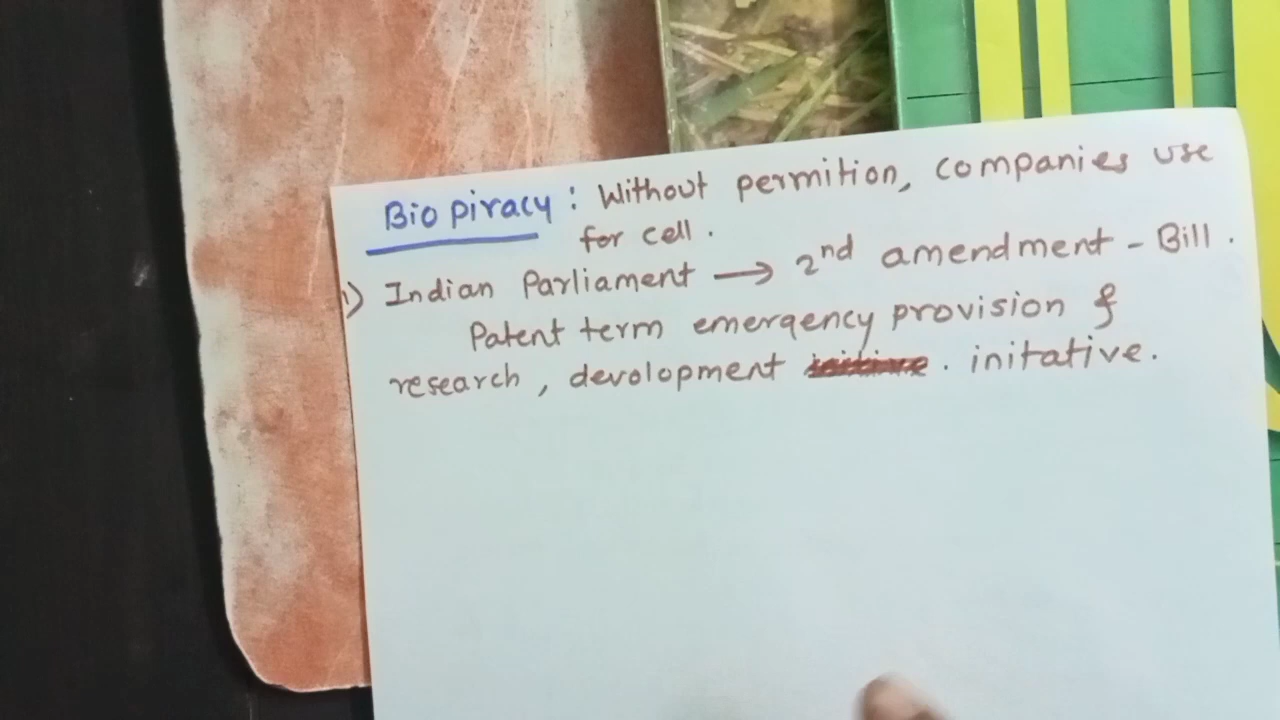 Bio piracy : Without permition, companies use
for cell.
1) Indian Parliament → 2nd amendment - Bill.
Patent term emergency provision &
research, devolopment . initative.